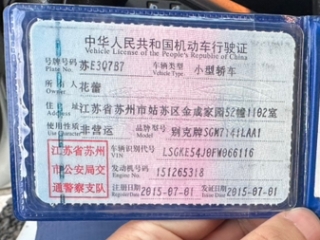 中华人民共和国机动车行驶证
Vehicle License of the People's Republic of China
号牌号码 苏E3Q7B7 车辆类型 小型轿车
Plate No. Vehicle Type
所有人 花蕾
Owner
住址 江苏省苏州市姑苏区金成家园52幢1102室
Address
使用性质 非营运 品牌型号 别克牌SGM7141LAA1
Use Character Model
江苏省苏州
市公安局交
通警察支队
车辆识别代号 LSGKE54J0FW066116
VIN
发动机号码 151265318
Engine No.
注册日期 2015-07-01 发证日期 2015-07-01
Register Date Issue Date